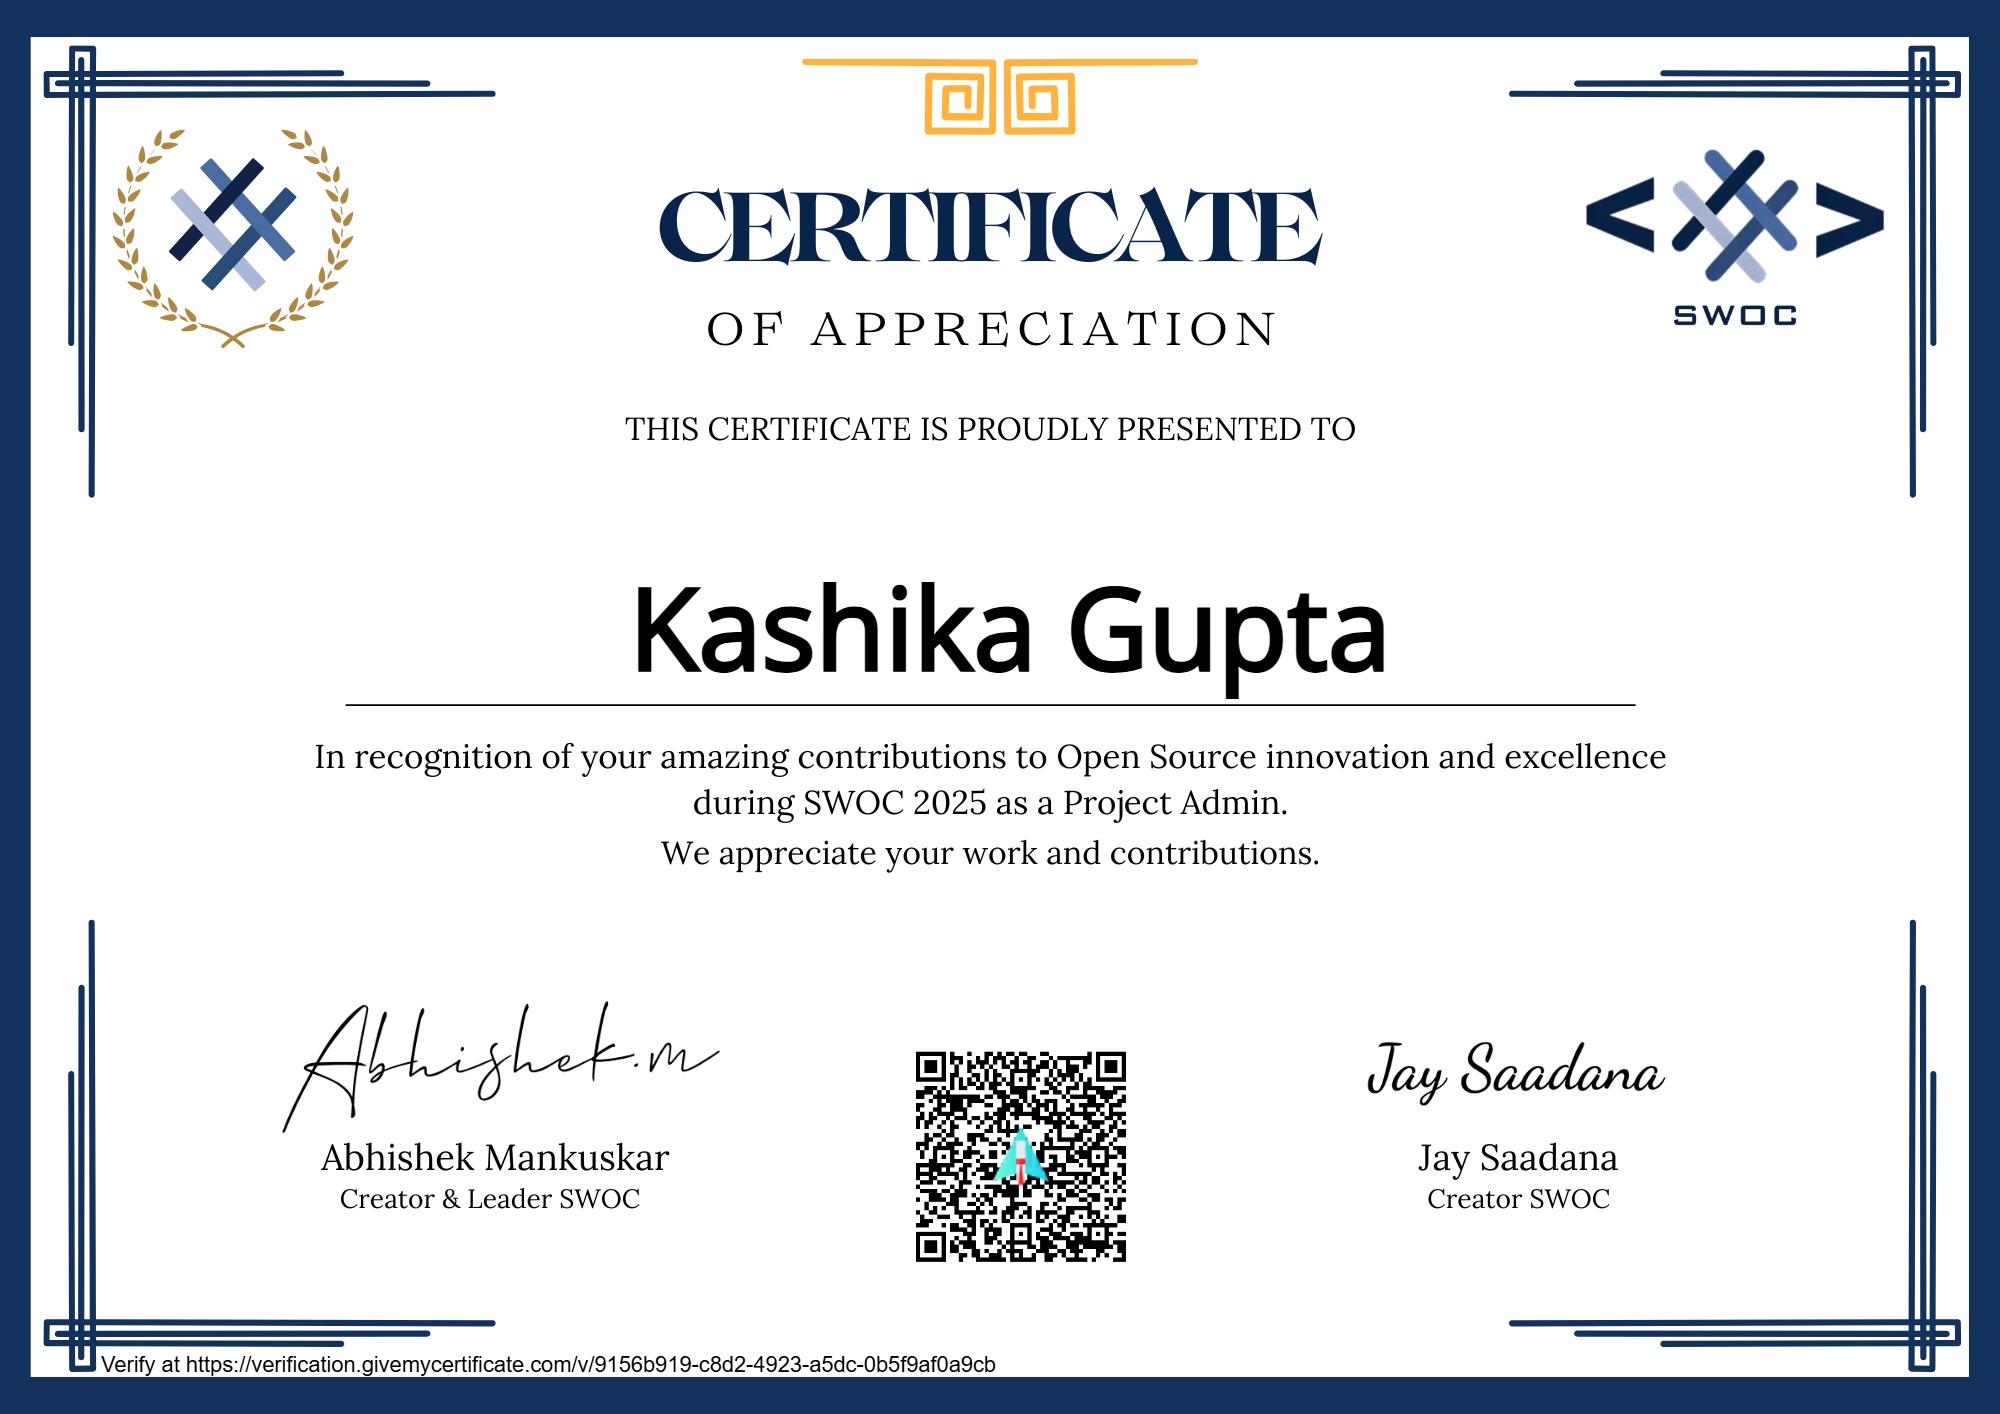 CERTIFICATE
SWOC
OF APPRECIATION
THIS CERTIFICATE IS PROUDLY PRESENTED TO
Kashika Gupta
In recognition of your amazing contributions to Open Source innovation and excellence
during SWOC 2025 as a Project Admin.
We appreciate your work and contributions.
Abhishek.m
Jay Saadana
Abhishek Mankuskar
Jay Saadana
Creator & Leader SWOC
Creator SWOC
Verify at https://verification.givemycertificate.com/v/9156b919-c8d2-4923-a5dc-0b5f9af0a9cb